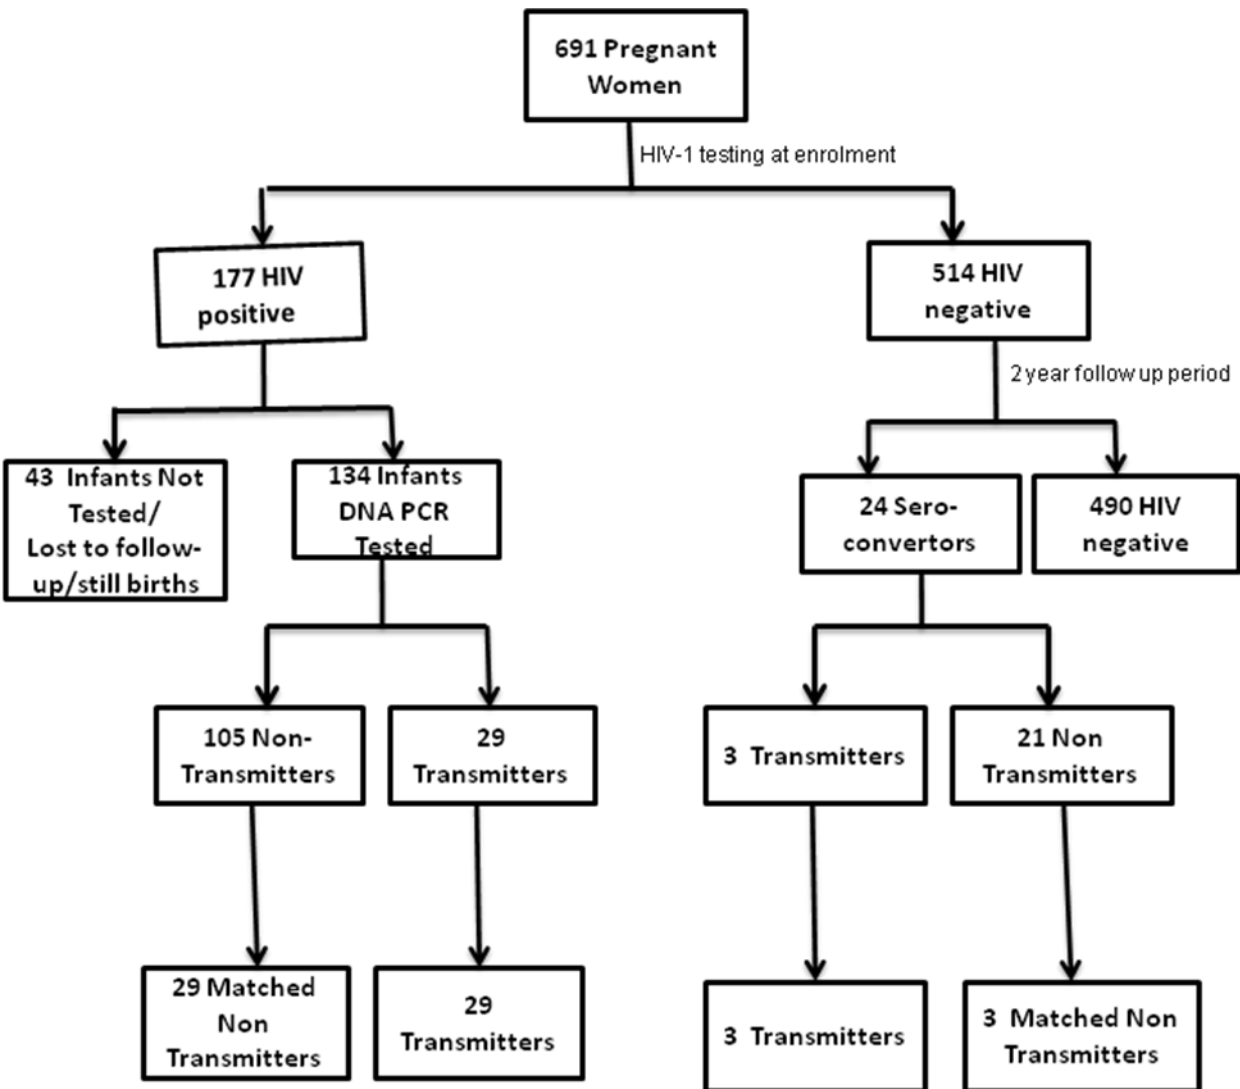 691 Pregnant
Women
HIV-1 testing at enrolment
177 HIV
positive
514 HIV
negative
2 year follow up period
43 Infants Not
Tested/
Lost to follow-
up/still births
134 Infants
DNA PCR
Tested
24 Sero-
convertors
490 HIV
negative
105 Non-
Transmitters
29
Transmitters
3 Transmitters
21 Non
Transmitters
29 Matched
Non
Transmitters
29
Transmitters
3 Transmitters
3 Matched Non
Transmitters